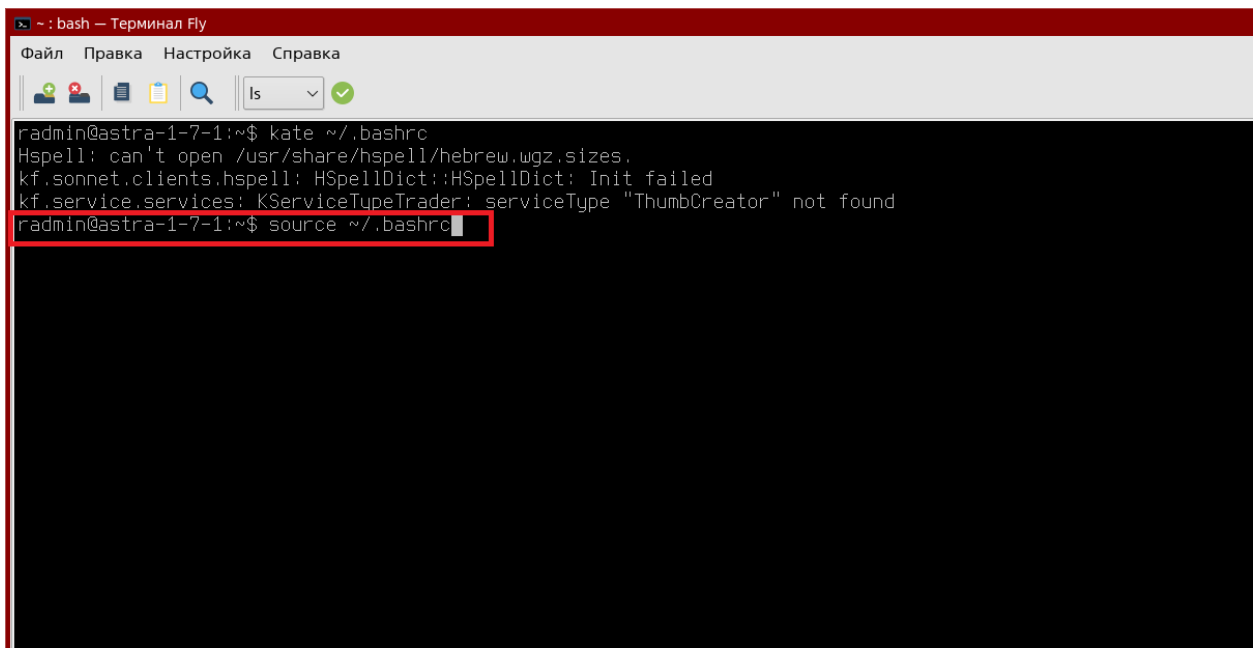 ~ : bash — Терминал Fly
Файл Правка Настройка Справка
ls
radmin@astra-1-7-1:~$ kate ~/.bashrc
Hspell: can't open /usr/share/hspell/hebrew.wgz.sizes.
kf.sonnet.clients.hspell: HSpellDict::HSpellDict: Init failed
kf.service.services: KServiceTypeTrader: serviceType "ThumbCreator" not found
radmin@astra-1-7-1:~$ source ~/.bashrc